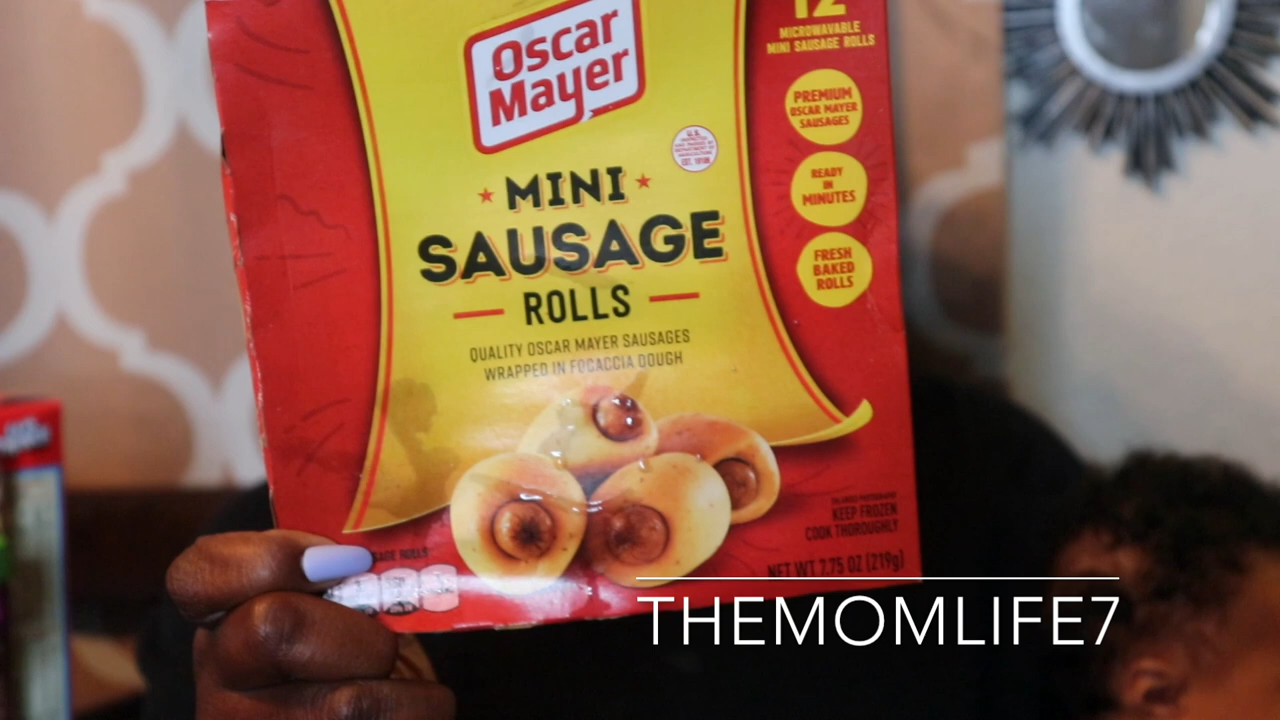 Oscar
Mayer
12
MICROWAVABLE
MINI SAUSAGE ROLLS
PREMIUM
OSCAR MAYER
SAUSAGES
READY
IN
MINUTES
FRESH
BAKED
ROLLS
MINI
SAUSAGE
ROLLS
QUALITY OSCAR MAYER SAUSAGES
WRAPPED IN FOCACCIA DOUGH
KEEP FROZEN
COOK THOROUGHLY
NET WT 7.75 OZ (219g)
THEMOMLIFE7